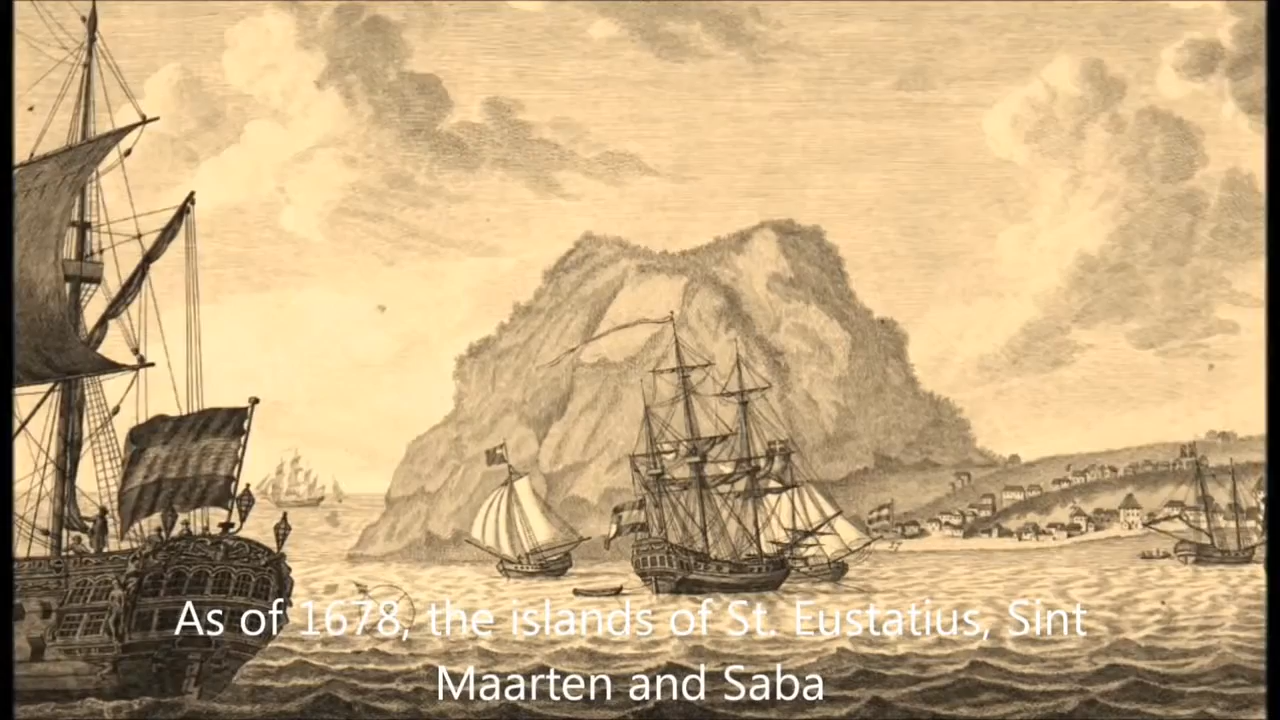 As of 1678, the islands of St. Eustatius, Sint
Maarten and Saba